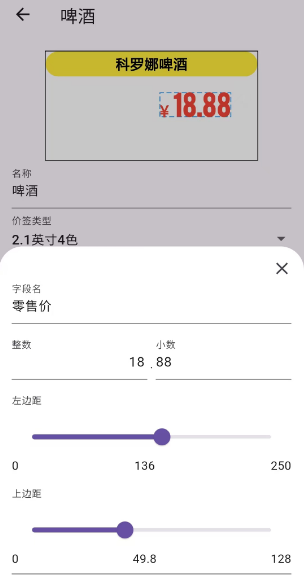 啤酒
科罗娜啤酒
¥18.88
名称
啤酒
价签类型
2.1英寸4色
字段名
零售价
整数 小数
18 . 88
左边距
0 136 250
上边距
0 49.8 128